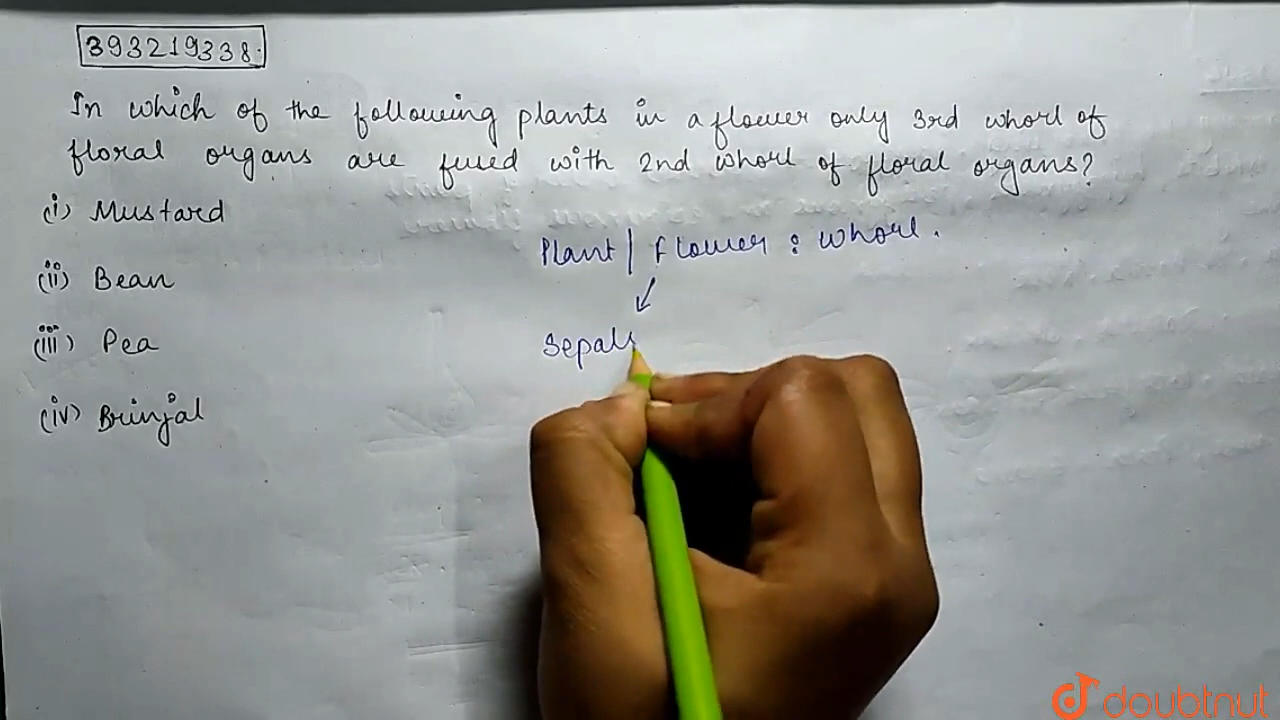 393219338.
In which of the following plants in a flower only 3rd whorl of
floral organs are fused with 2nd whorl of floral organs?
(i) Mustard
Plant | flower : whorl.
(ii) Bean
(iii) Pea
Sepals
(iv) Brinjal
doubtnut